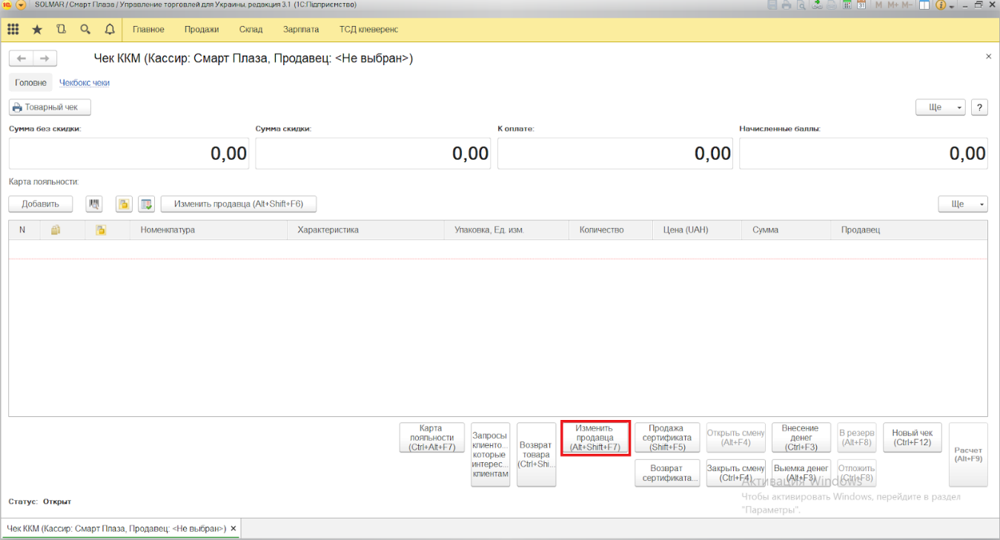 SOLMAR / Смарт Плаза / Управление торговлей для Украины, редакция 3.1 (1С:Підприємство)
M M+ M-
Главное Продажи Склад Зарплата ТСД клеверенс
Чек ККМ (Кассир: Смарт Плаза, Продавец: <Не выбран>)
Головне Чекбокс чеки
Товарный чек Ще ?
Сумма без скидки: Сумма скидки: К оплате: Начисленные баллы:
0,00 0,00 0,00 0,00
Карта лояльности:
Добавить Изменить продавца (Alt+Shift+F6) Ще
N Номенклатура Характеристика Упаковка, Ед. изм. Количество Цена (UAH) Сумма Продавец
Карта
лояльности
(Ctrl+Alt+F7)
Запросы
клиенто...
которые
интерес...
клиентам
Возврат
товара
(Ctrl+Shi...
Изменить
продавца
(Alt+Shift+F7)
Продажа
сертификата
(Shift+F5)
Открыть смену
(Alt+F4)
Внесение
денег
(Ctrl+F3)
В резерв
(Alt+F8)
Новый чек
(Ctrl+F12)
Расчет
(Alt+F9)
Возврат
сертификата...
Закрыть смену
(Ctrl+F4)
Выемка денег
(Alt+F3)
Отложить
(Ctrl+F8)
Активация Windows
Чтобы активировать Windows, перейдите в раздел
"Параметры".
Статус: Открыт
Чек ККМ (Кассир: Смарт Плаза, Продавец: <Не выбран>) ×